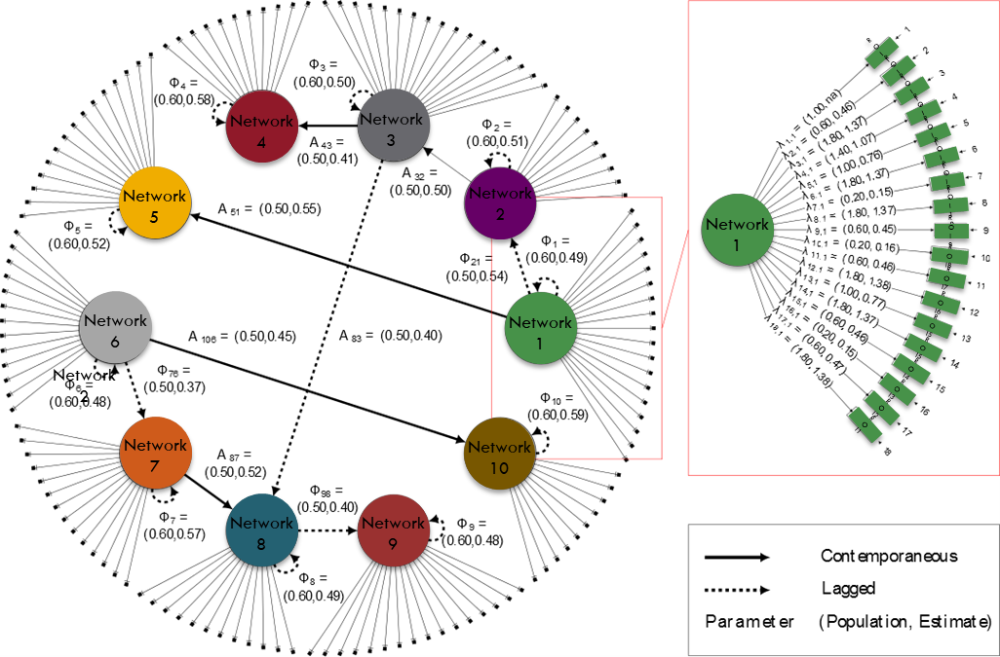 Φ4 =
(0.60,0.58)
Network
4
Φ3 =
(0.60,0.50)
Network
3
A 43 =
(0.50,0.41)
Φ2 =
(0.60,0.51)
A 32 =
(0.50,0.50)
Network
2
Network
5
Φ5 =
(0.60,0.52)
A 51 = (0.50,0.55)
Φ21 =
(0.50,0.54)
Φ1 =
(0.60,0.49)
Network
1
Network
6
A 106 = (0.50,0.45)
A 83 = (0.50,0.40)
Network
2
Φ6 =
(0.60,0.48)
Φ76 =
(0.50,0.37)
Φ10 =
(0.60,0.59)
Network
10
Network
7
Φ7 =
(0.60,0.57)
A 87 =
(0.50,0.52)
Network
8
Φ8 =
(0.60,0.49)
Φ98 =
(0.50,0.40)
Network
9
Φ9 =
(0.60,0.48)
Network
1
λ1,1 = (1.00,na)
λ2,1 = (0.60,0.46)
λ3,1 = (1.80,1.37)
λ4,1 = (1.40,1.07)
λ5,1 = (1.00,0.76)
λ6,1 = (1.80,1.37)
λ7,1 = (0.20,0.15)
λ8,1 = (1.80,1.37)
λ9,1 = (0.60,0.45)
λ10,1 = (0.20,0.16)
λ11,1 = (0.60,0.46)
λ12,1 = (1.80,1.38)
λ13,1 = (1.00,0.77)
λ14,1 = (1.80,1.37)
λ15,1 = (0.60,0.46)
λ16,1 = (0.20,0.15)
λ17,1 = (0.60,0.47)
λ18,1 = (1.80,1.38)
1
2
3
4
5
6
7
8
9
10
11
12
13
14
15
16
17
18
Contemporaneous
Lagged
Parameter (Population, Estimate)